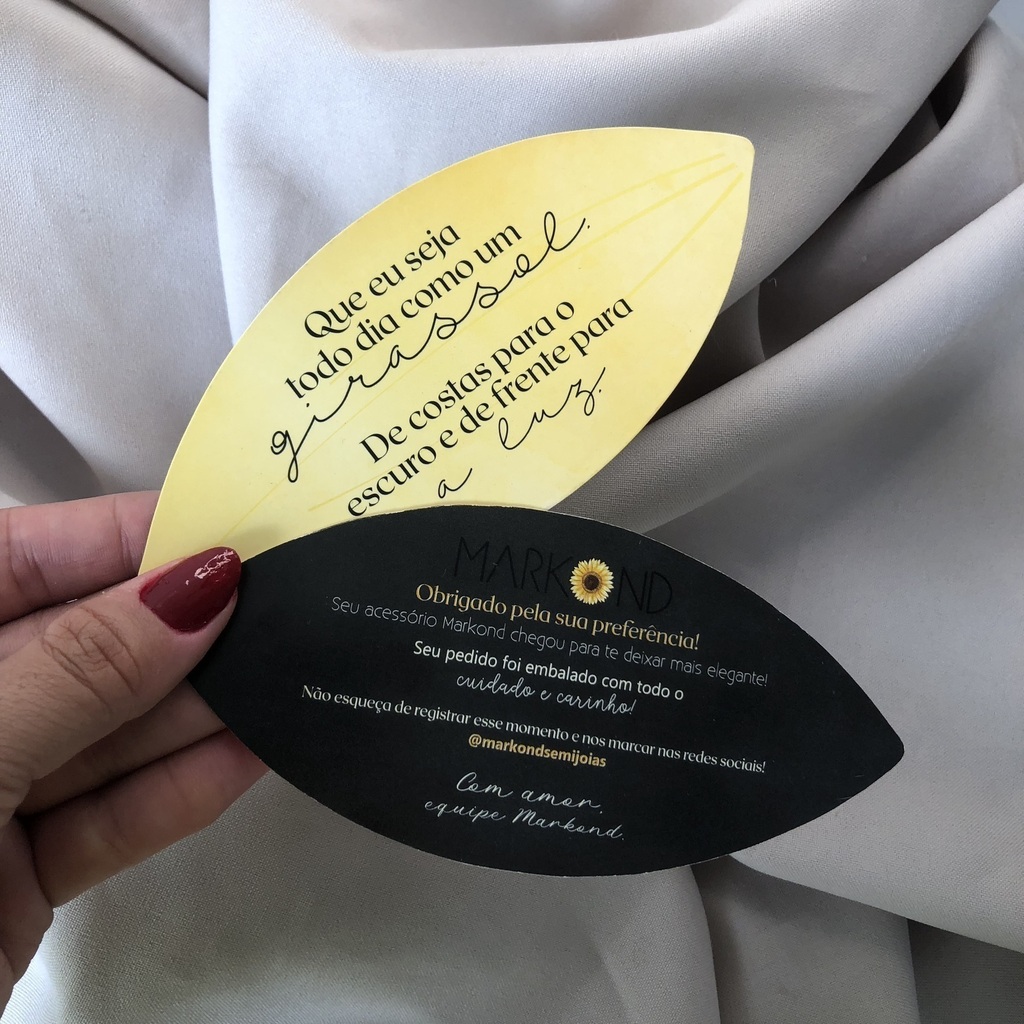 Que eu seja
todo dia como um
girassol.
De costas para o
escuro e de frente para
a luz.
MARKOND
Obrigado pela sua preferência!
Seu acessório Markond chegou para te deixar mais elegante!
Seu pedido foi embalado com todo o
cuidado e carinho!
Não esqueça de registrar esse momento e nos marcar nas redes sociais!
@markondsemijoias
Com amor,
equipe Markond.